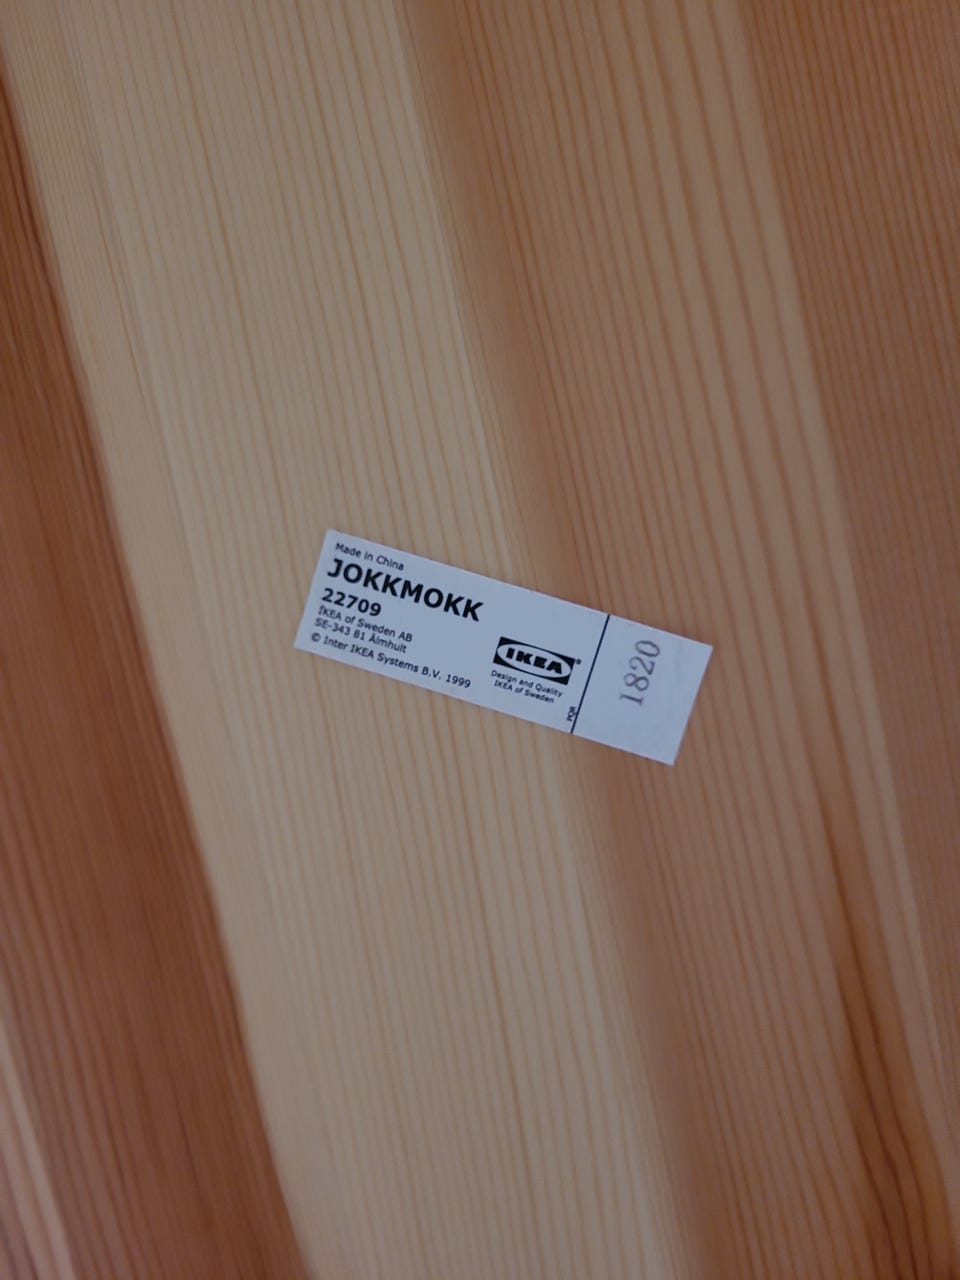 Made in China
JOKKMOKK
22709
IKEA of Sweden AB
SE-343 81 Älmhult
© Inter IKEA Systems B.V. 1999
IKEA®
Design and Quality
IKEA of Sweden
PQR
1820